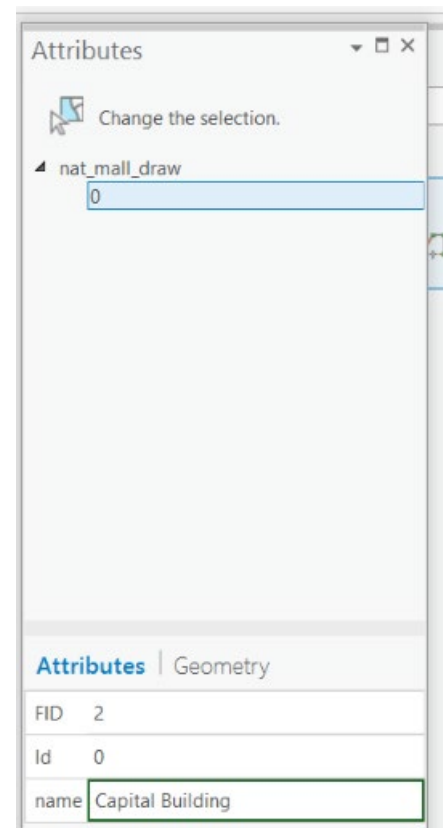 Attributes
Change the selection.
nat_mall_draw
0
Attributes | Geometry
FID 2
Id 0
name Capital Building